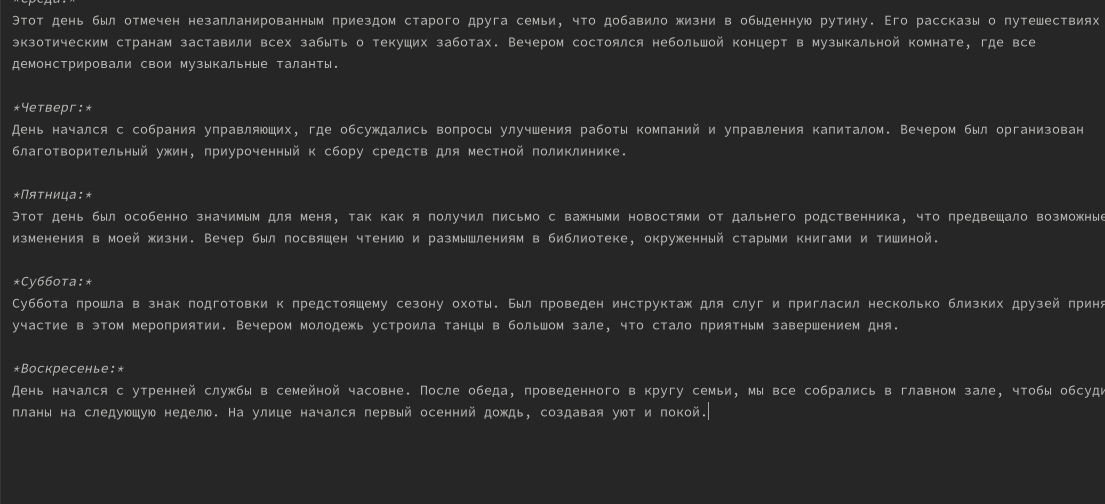 *Среда:*
Этот день был отмечен незапланированным приездом старого друга семьи, что добавило жизни в обыденную рутину. Его рассказы о путешествиях
экзотическим странам заставили всех забыть о текущих заботах. Вечером состоялся небольшой концерт в музыкальной комнате, где все
демонстрировали свои музыкальные таланты.
*Четверг:*
День начался с собрания управляющих, где обсуждались вопросы улучшения работы компаний и управления капиталом. Вечером был организован
благотворительный ужин, приуроченный к сбору средств для местной поликлинике.
*Пятница:*
Этот день был особенно значимым для меня, так как я получил письмо с важными новостями от дальнего родственника, что предвещало возможные
изменения в моей жизни. Вечер был посвящен чтению и размышлениям в библиотеке, окруженный старыми книгами и тишиной.
*Суббота:*
Суббота прошла в знак подготовки к предстоящему сезону охоты. Был проведен инструктаж для слуг и пригласил несколько близких друзей
участие в этом мероприятии. Вечером молодежь устроила танцы в большом зале, что стало приятным завершением дня.
*Воскресенье:*
День начался с утренней службы в семейной часовне. После обеда, проведенного в кругу семьи, мы все собрались в главном зале, чтобы
планы на следующую неделю. На улице начался первый осенний дождь, создавая уют и покой.